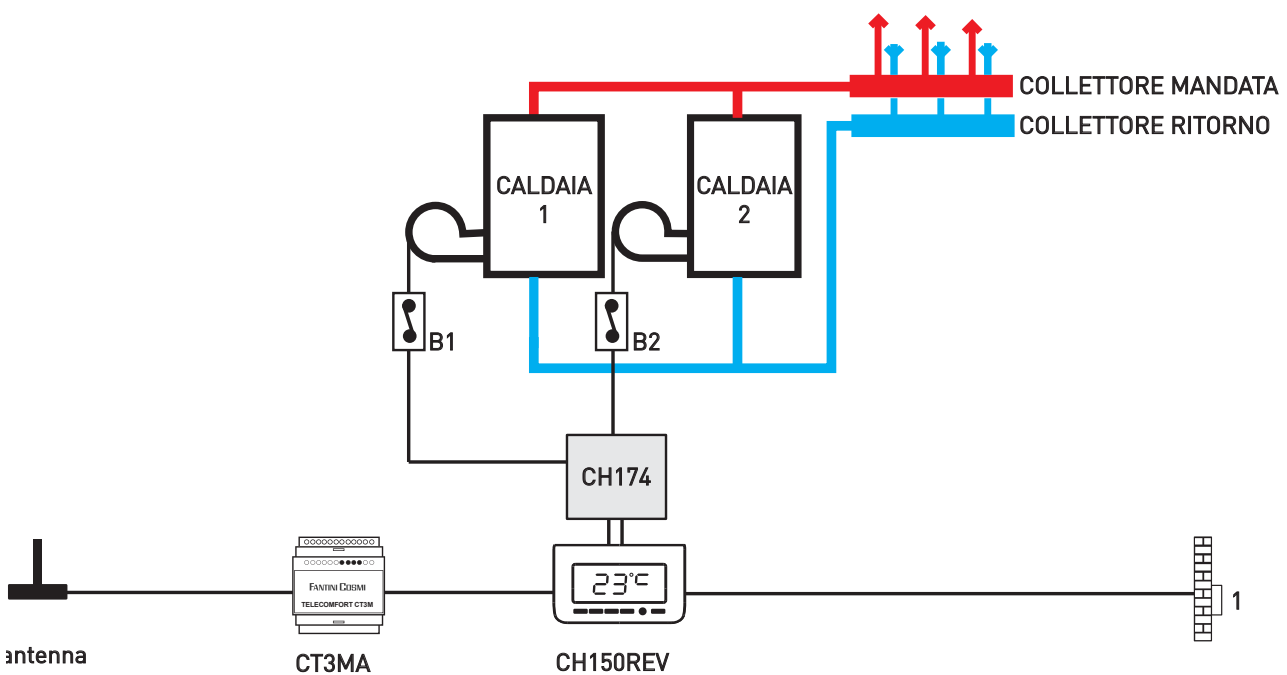 COLLETTORE MANDATA
COLLETTORE RITORNO
CALDAIA
1
CALDAIA
2
B1
B2
CH174
FANTINI COSMI
TELECOMFORT CT3M
23°C
1
antenna
CT3MA
CH150REV